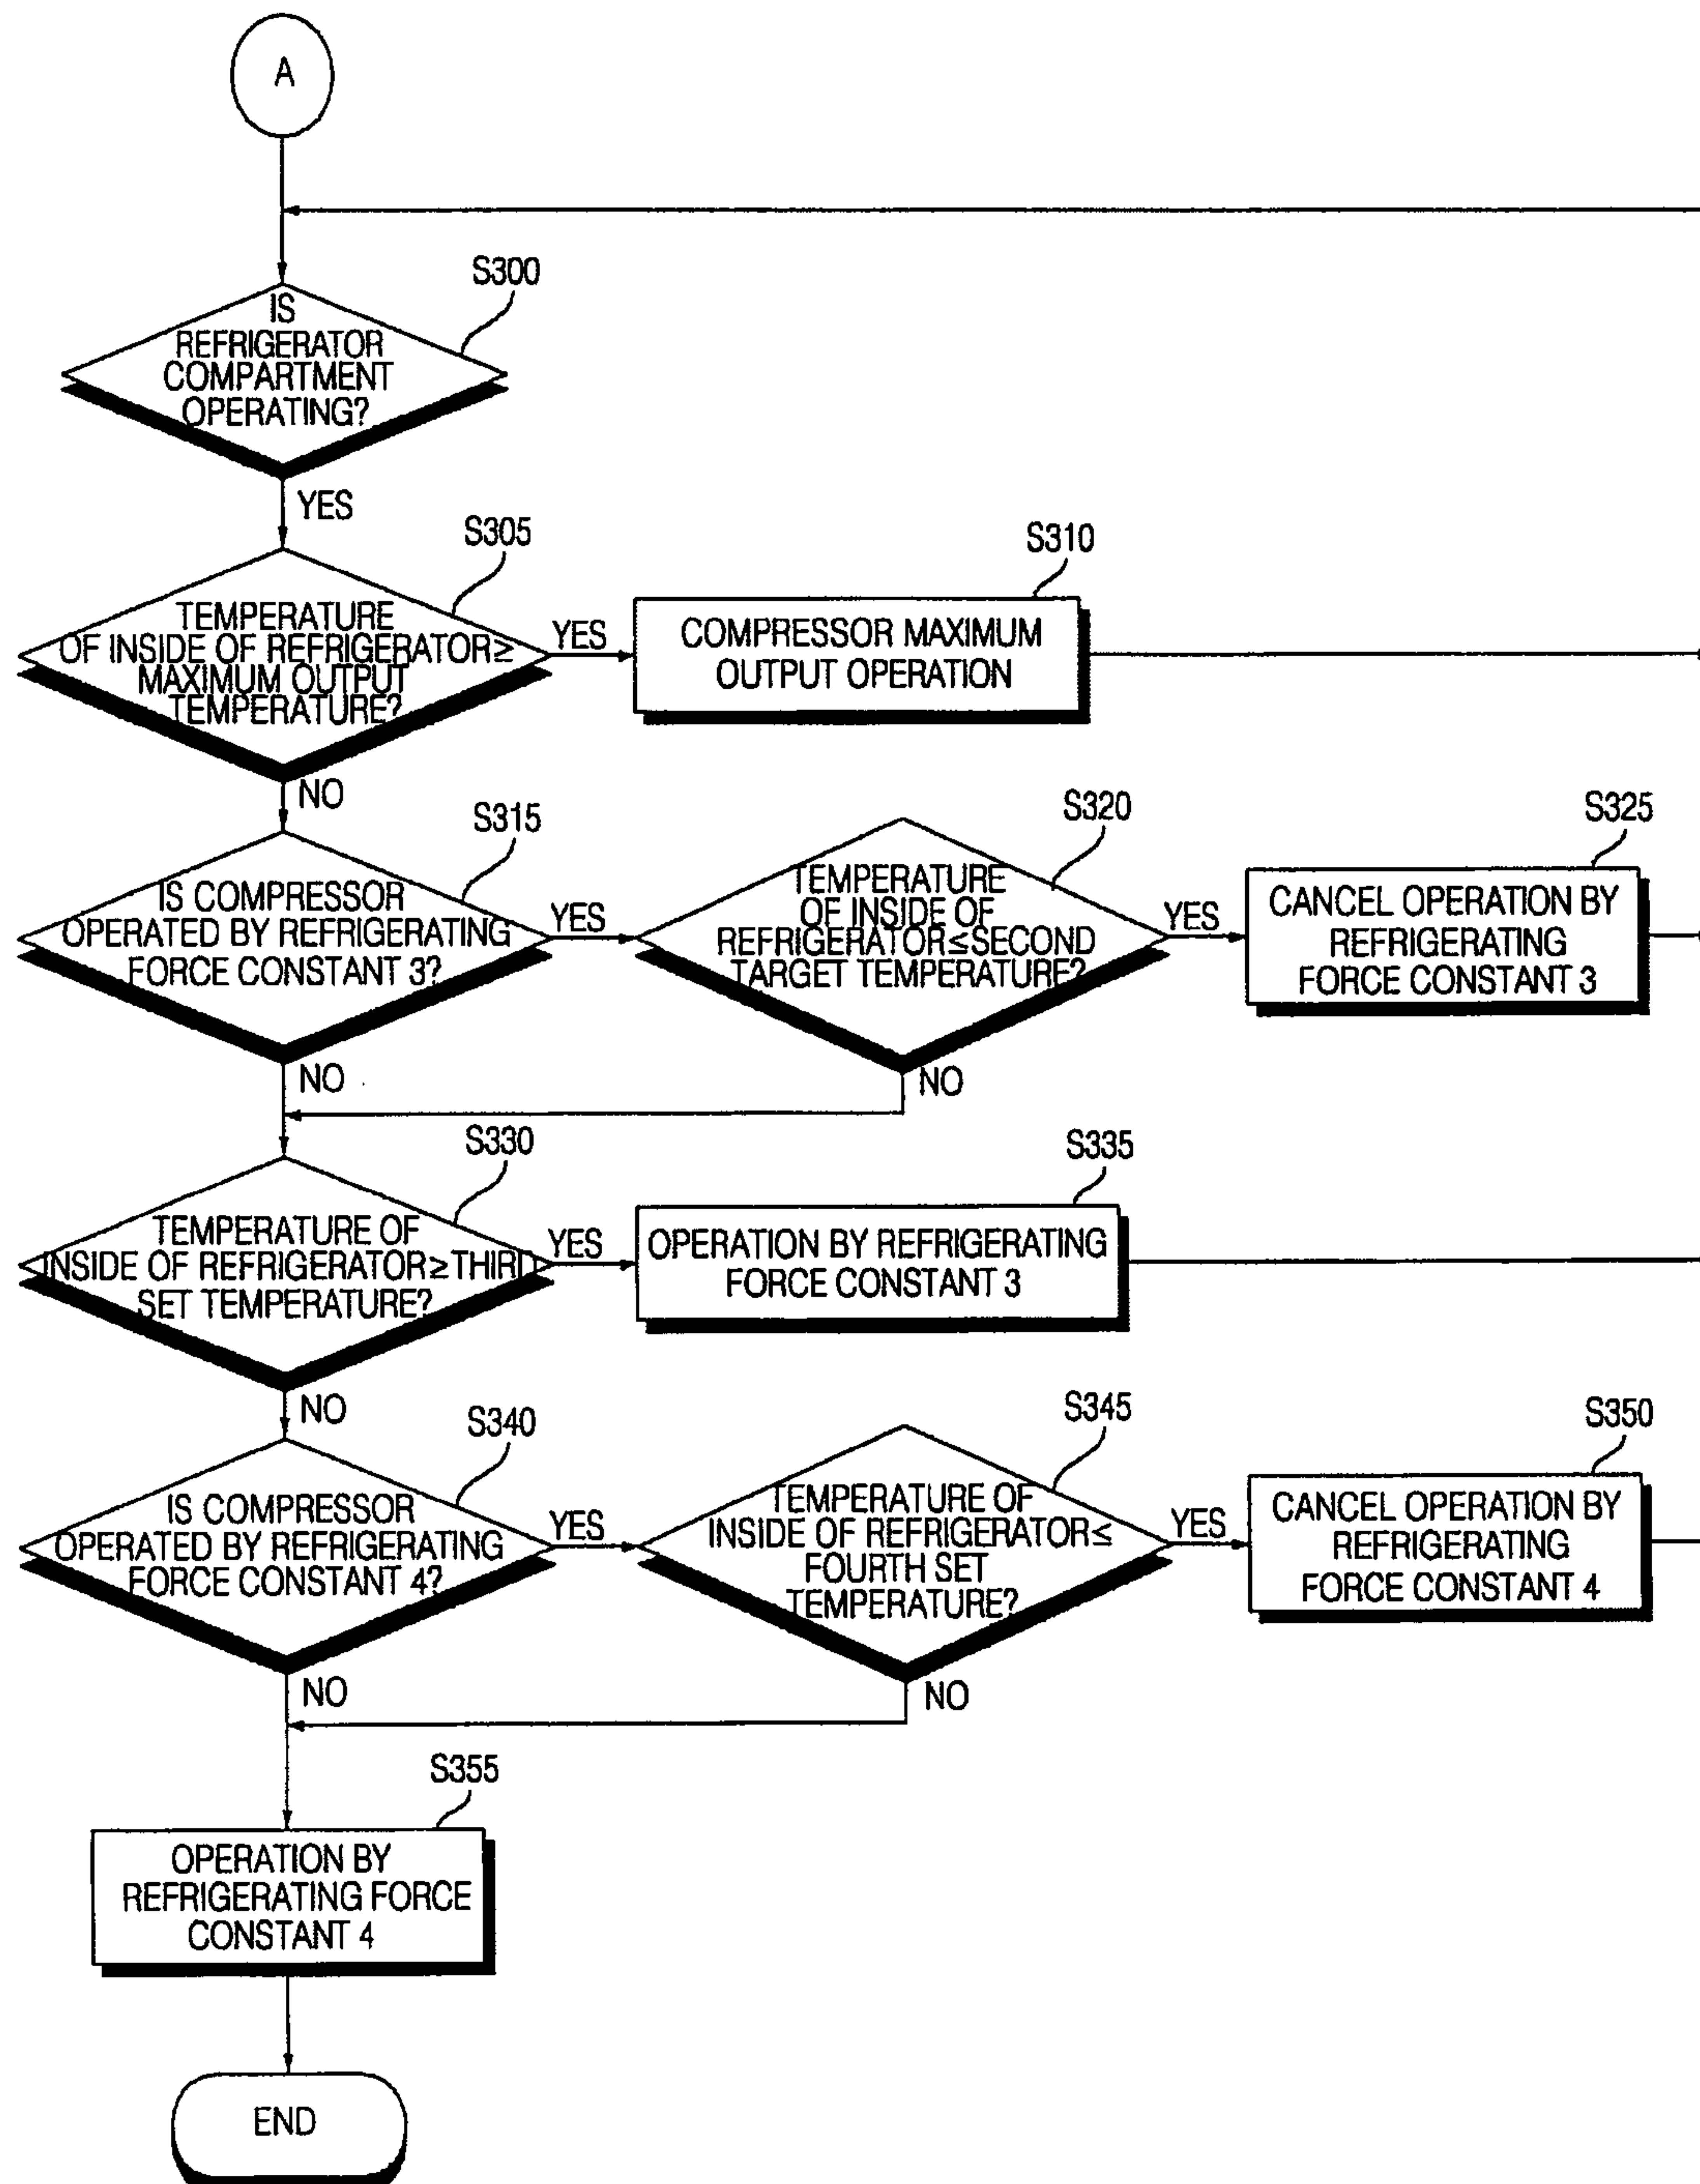 A
S300
IS
REFRIGERATOR
COMPARTMENT
OPERATING?
YES
S305
TEMPERATURE
OF INSIDE OF REFRIGERATOR≥
MAXIMUM OUTPUT
TEMPERATURE?
YES
S310
COMPRESSOR MAXIMUM
OUTPUT OPERATION
NO
S315
IS COMPRESSOR
OPERATED BY REFRIGERATING
FORCE CONSTANT 3?
YES
S320
TEMPERATURE
OF INSIDE OF
REFRIGERATOR≤SECOND
TARGET TEMPERATURE?
YES
S325
CANCEL OPERATION BY
REFRIGERATING
FORCE CONSTANT 3
NO
NO
S330
TEMPERATURE OF
INSIDE OF REFRIGERATOR≥THIRD
SET TEMPERATURE?
YES
S335
OPERATION BY REFRIGERATING
FORCE CONSTANT 3
NO
S340
IS COMPRESSOR
OPERATED BY REFRIGERATING
FORCE CONSTANT 4?
YES
S345
TEMPERATURE OF
INSIDE OF REFRIGERATOR≤
FOURTH SET
TEMPERATURE?
YES
S350
CANCEL OPERATION BY
REFRIGERATING
FORCE CONSTANT 4
NO
NO
S355
OPERATION BY
REFRIGERATING FORCE
CONSTANT 4
END